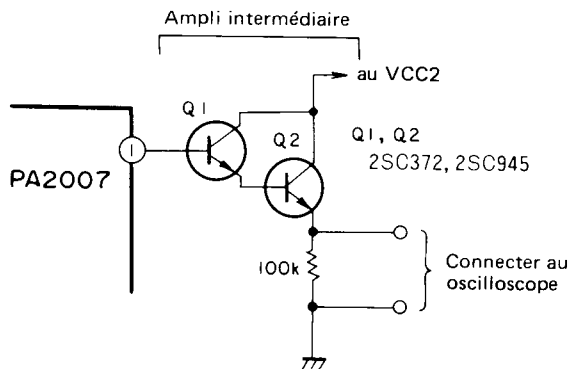 Ampli intermédiaire
au VCC2
Q1
Q2
Q1, Q2
2SC372, 2SC945
1
PA2007
100k
Connecter au
oscilloscope